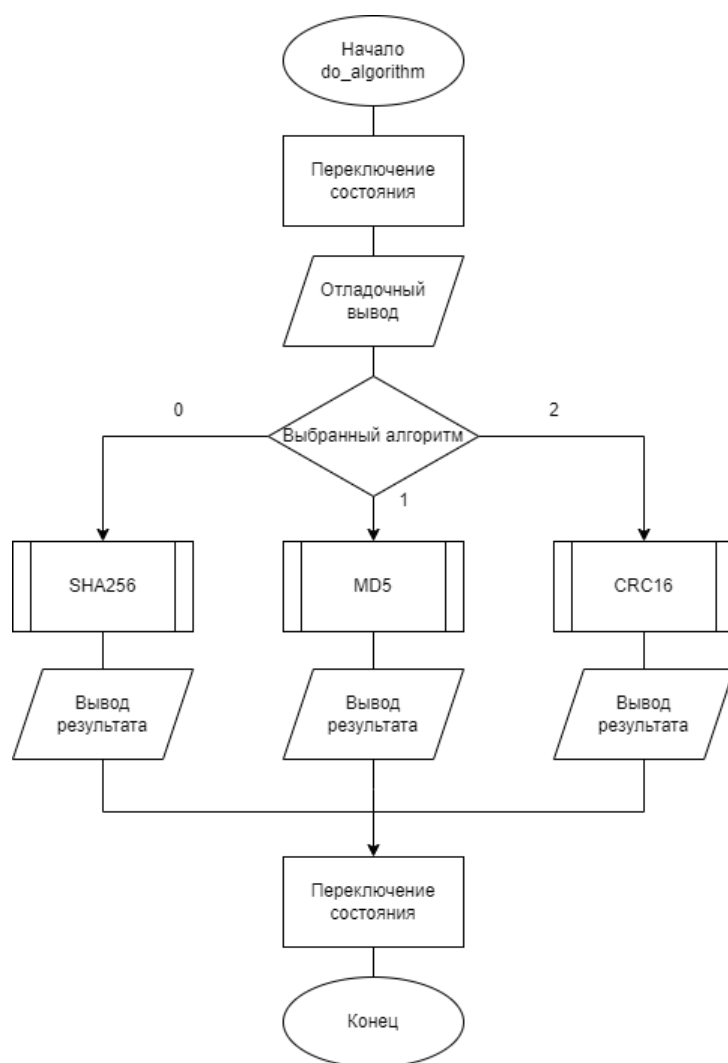 Начало
do_algorithm
Переключение
состояния
Отладочный
вывод
0
2
Выбранный алгоритм
1
SHA256
MD5
CRC16
Вывод
результата
Вывод
результата
Вывод
результата
Переключение
состояния
Конец